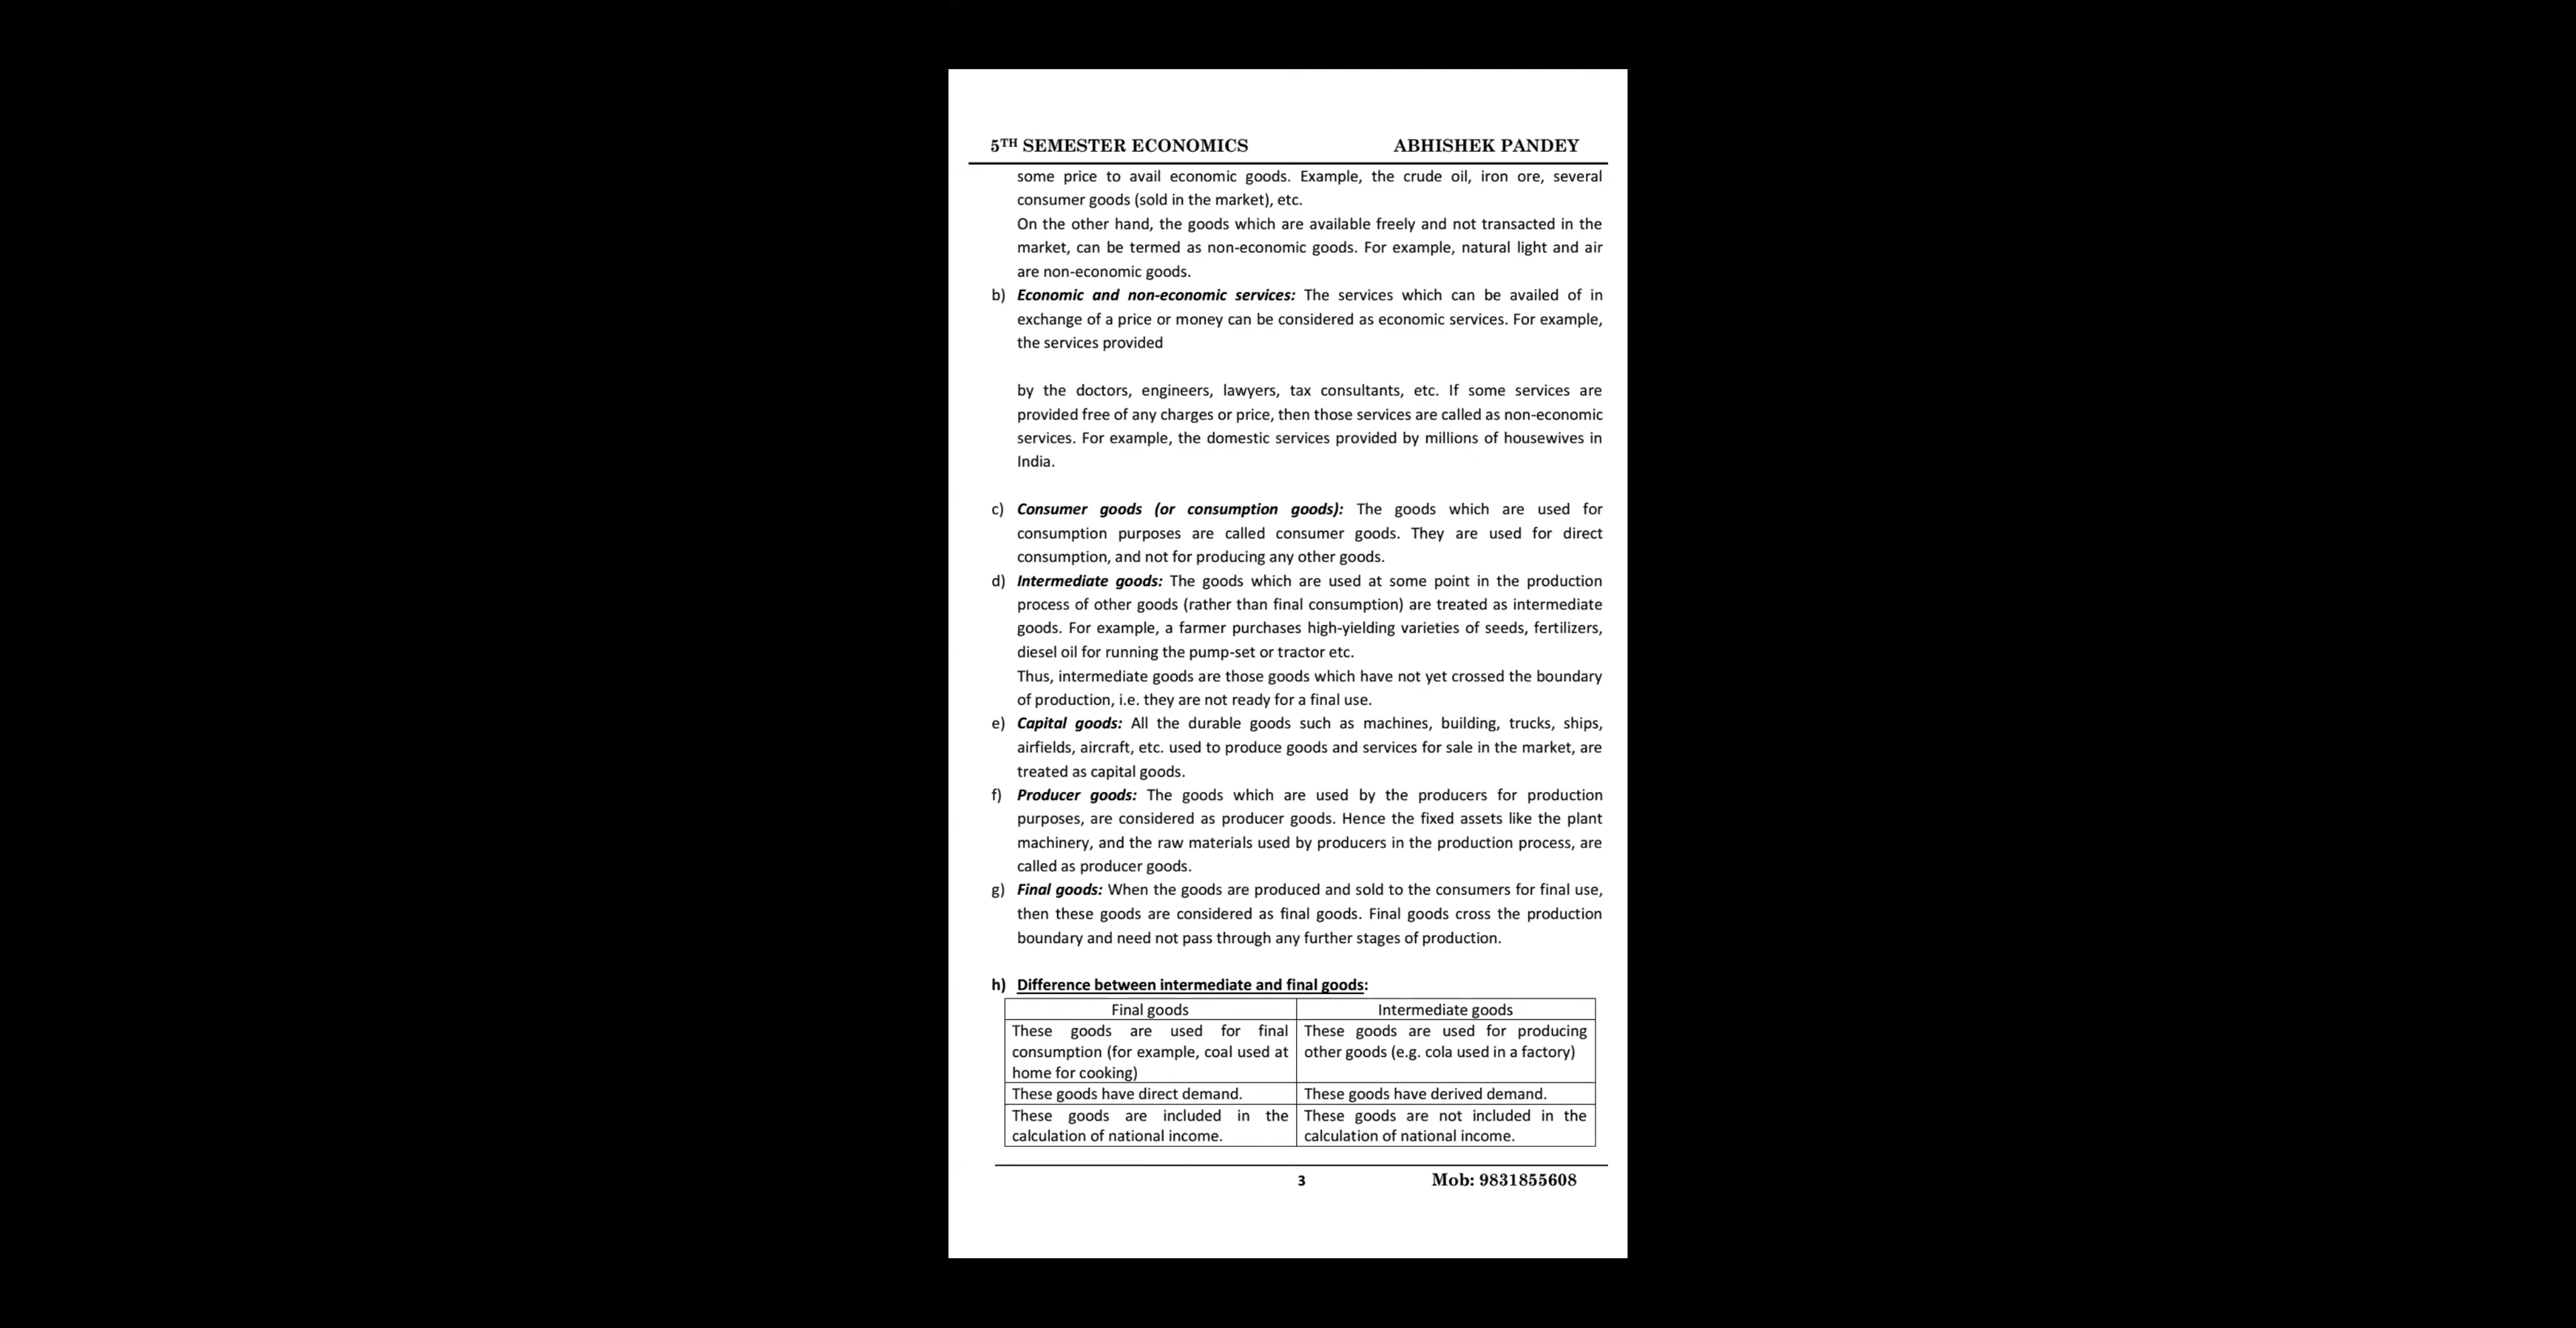 5TH SEMESTER ECONOMICS ABHISHEK PANDEY
some price to avail economic goods. Example, the crude oil, iron ore, several
consumer goods (sold in the market), etc.
On the other hand, the goods which are available freely and not transacted in the
market, can be termed as non-economic goods. For example, natural light and air
are non-economic goods.
b) Economic and non-economic services: The services which can be availed of in
exchange of a price or money can be considered as economic services. For example,
the services provided
by the doctors, engineers, lawyers, tax consultants, etc. If some services are
provided free of any charges or price, then those services are called as non-economic
services. For example, the domestic services provided by millions of housewives in
India.
c) Consumer goods (or consumption goods): The goods which are used for
consumption purposes are called consumer goods. They are used for direct
consumption, and not for producing any other goods.
d) Intermediate goods: The goods which are used at some point in the production
process of other goods (rather than final consumption) are treated as intermediate
goods. For example, a farmer purchases high-yielding varieties of seeds, fertilizers,
diesel oil for running the pump-set or tractor etc.
Thus, intermediate goods are those goods which have not yet crossed the boundary
of production, i.e. they are not ready for a final use.
e) Capital goods: All the durable goods such as machines, building, trucks, ships,
airfields, aircraft, etc. used to produce goods and services for sale in the market, are
treated as capital goods.
f) Producer goods: The goods which are used by the producers for production
purposes, are considered as producer goods. Hence the fixed assets like the plant
machinery, and the raw materials used by producers in the production process, are
called as producer goods.
g) Final goods: When the goods are produced and sold to the consumers for final use,
then these goods are considered as final goods. Final goods cross the production
boundary and need not pass through any further stages of production.
h) Difference between intermediate and final goods:
Final goods Intermediate goods
These goods are used for final These goods are used for producing
consumption (for example, coal used at other goods (e.g. cola used in a factory)
home for cooking)
These goods have direct demand. These goods have derived demand.
These goods are included in the These goods are not included in the
calculation of national income. calculation of national income.
3 Mob: 9831855608